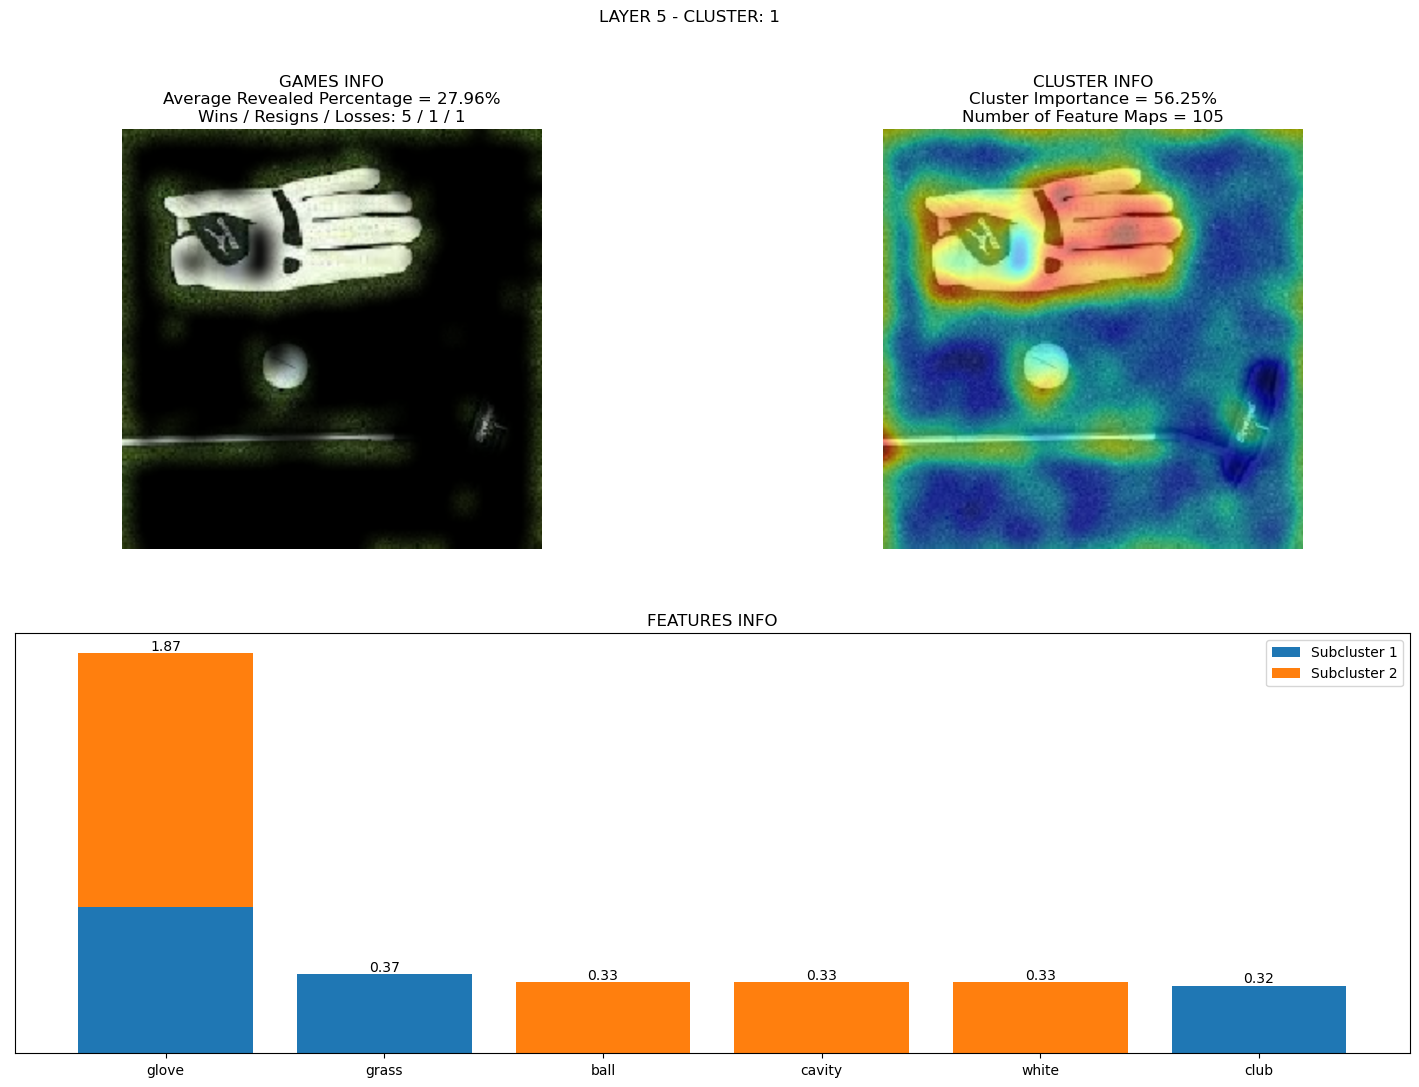 LAYER 5 - CLUSTER: 1
GAMES INFO
Average Revealed Percentage = 27.96%
Wins / Resigns / Losses: 5 / 1 / 1
CLUSTER INFO
Cluster Importance = 56.25%
Number of Feature Maps = 105
FEATURES INFO
Subcluster 1
Subcluster 2
1.87
0.37
0.33
0.33
0.33
0.32
glove
grass
ball
cavity
white
club